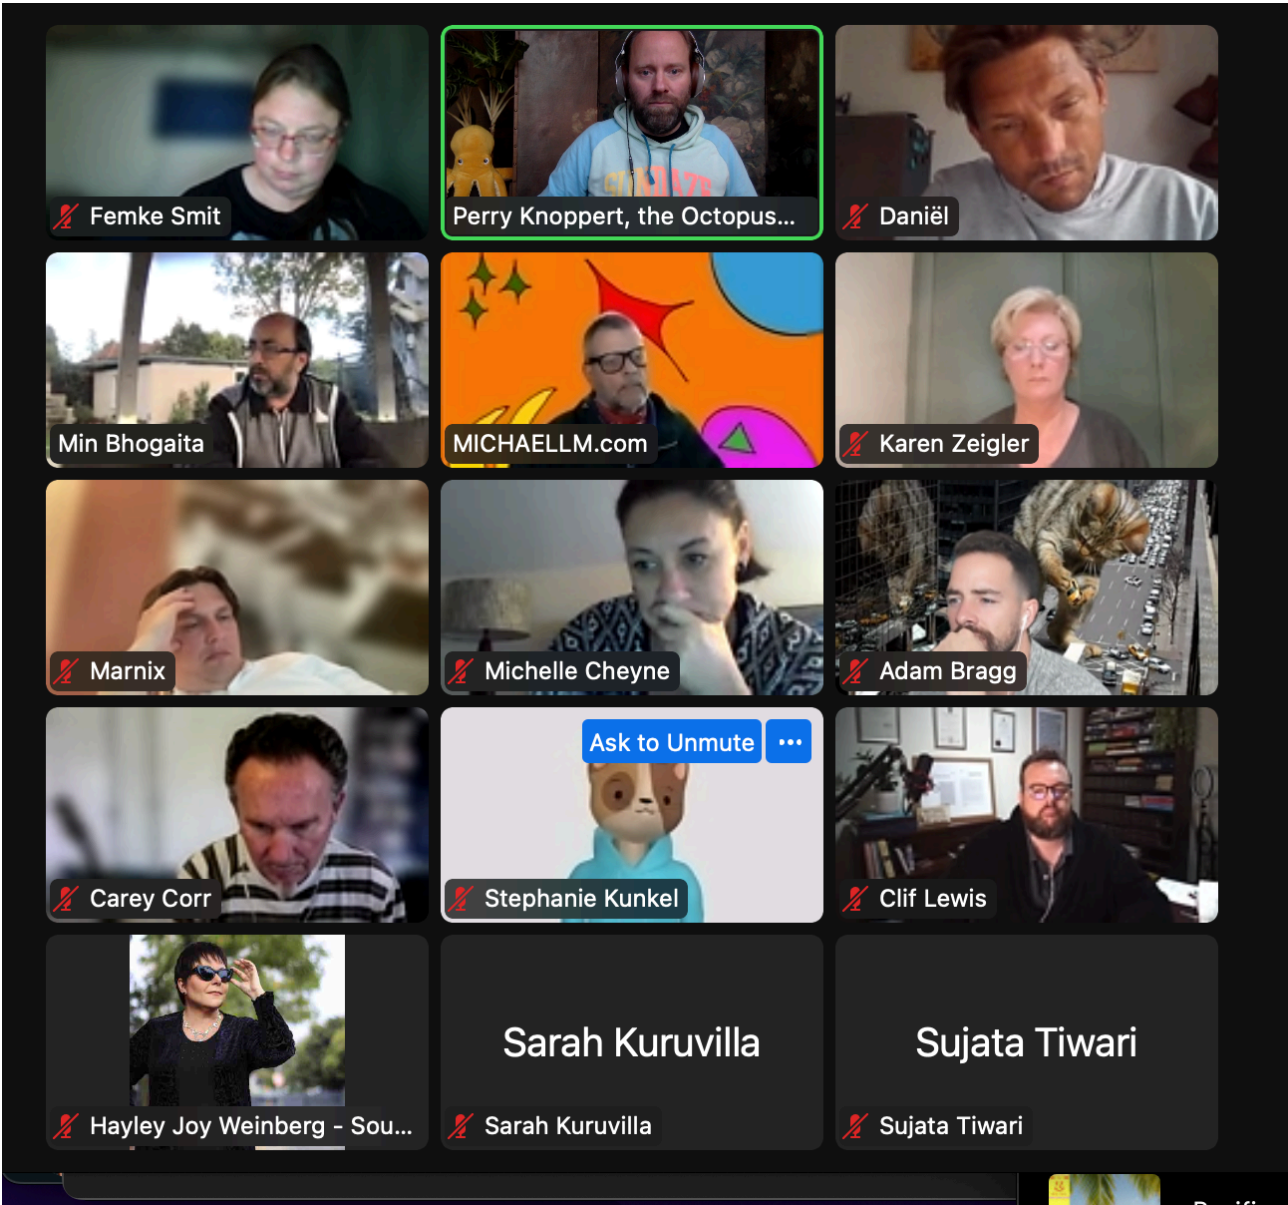 SUNDAZE
Femke Smit
Perry Knoppert, the Octopus...
Daniël
Min Bhogaita
MICHAELLM.com
Karen Zeigler
Marnix
Michelle Cheyne
Adam Bragg
Ask to Unmute
Carey Corr
Stephanie Kunkel
Clif Lewis
Sarah Kuruvilla
Sujata Tiwari
Hayley Joy Weinberg - Sou...
Sarah Kuruvilla
Sujata Tiwari